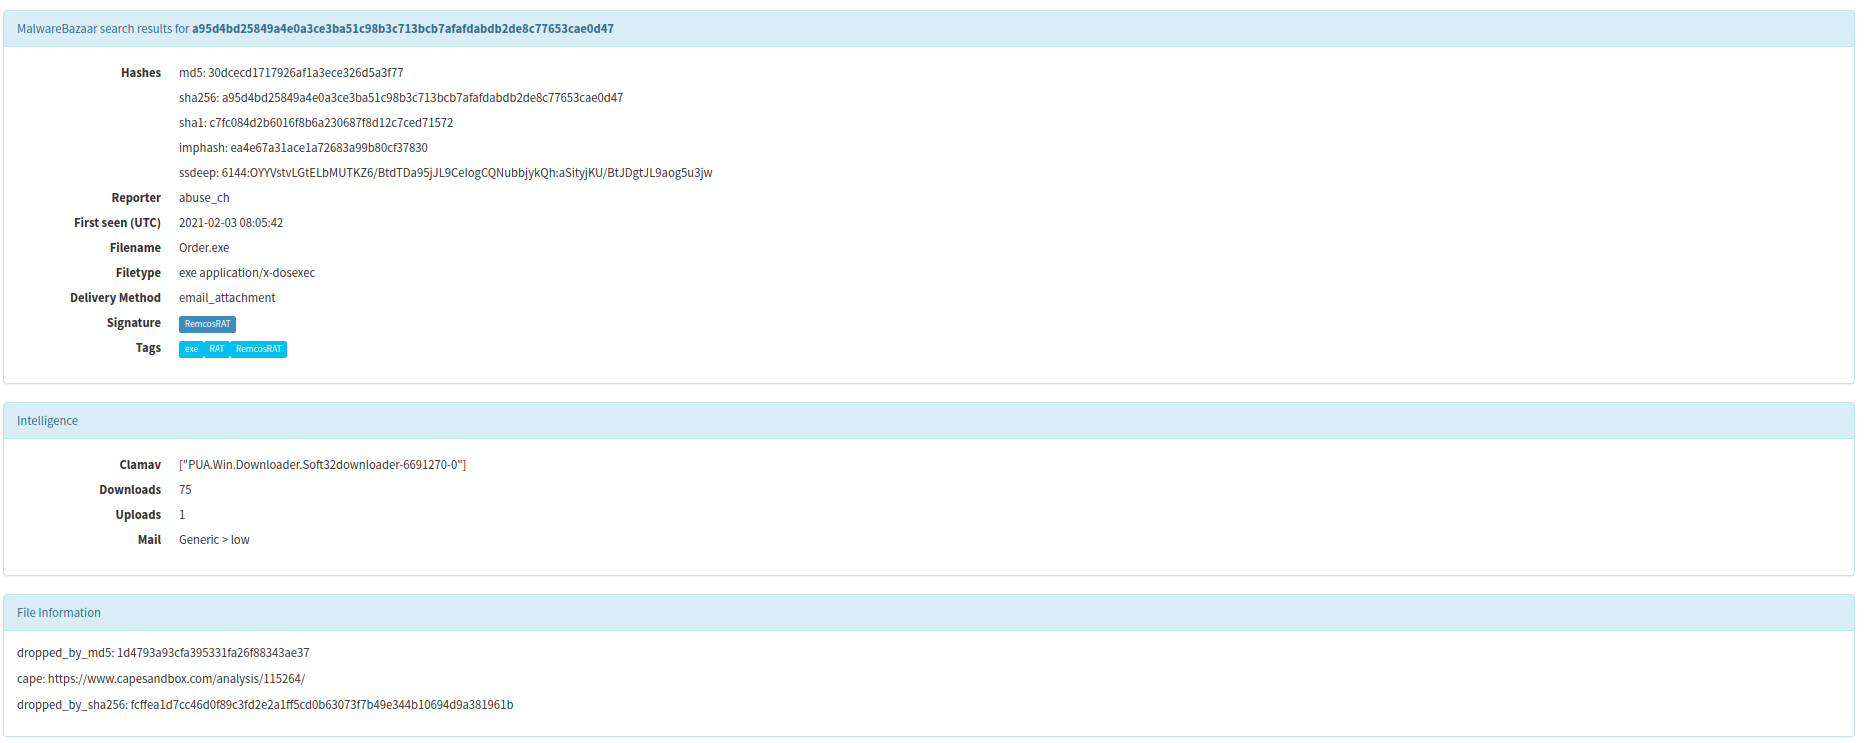 MalwareBazaar search results for a95d4bd25849a4e0a3ce3ba51c98b3c713bcb7afafdabdb2de8c77653cae0d47
Hashes md5: 30dcecd1717926af1a3ece326d5a3f77
sha256: a95d4bd25849a4e0a3ce3ba51c98b3c713bcb7afafdabdb2de8c77653cae0d47
sha1: c7fc084d2b6016f8b6a230687f8d12c7ced71572
imphash: ea4e67a31ace1a72683a99b80cf37830
ssdeep: 6144:OYYVstvLGtELbMUTKZ6/BtdTDa95jJL9CeIogCQNubbjykQh:aSityjKU/BtJDgtJL9aog5u3jw
Reporter abuse_ch
First seen (UTC) 2021-02-03 08:05:42
Filename Order.exe
Filetype exe application/x-dosexec
Delivery Method email_attachment
Signature RemcosRAT
Tags exe RAT RemcosRAT
Intelligence
Clamav ["PUA.Win.Downloader.Soft32downloader-6691270-0"]
Downloads 75
Uploads 1
Mail Generic > low
File Information
dropped_by_md5: 1d4793a93cfa395331fa26f88343ae37
cape: https://www.capesandbox.com/analysis/115264/
dropped_by_sha256: fcffea1d7cc46d0f89c3fd2e2a1ff5cd0b63073f7b49e344b10694d9a381961b